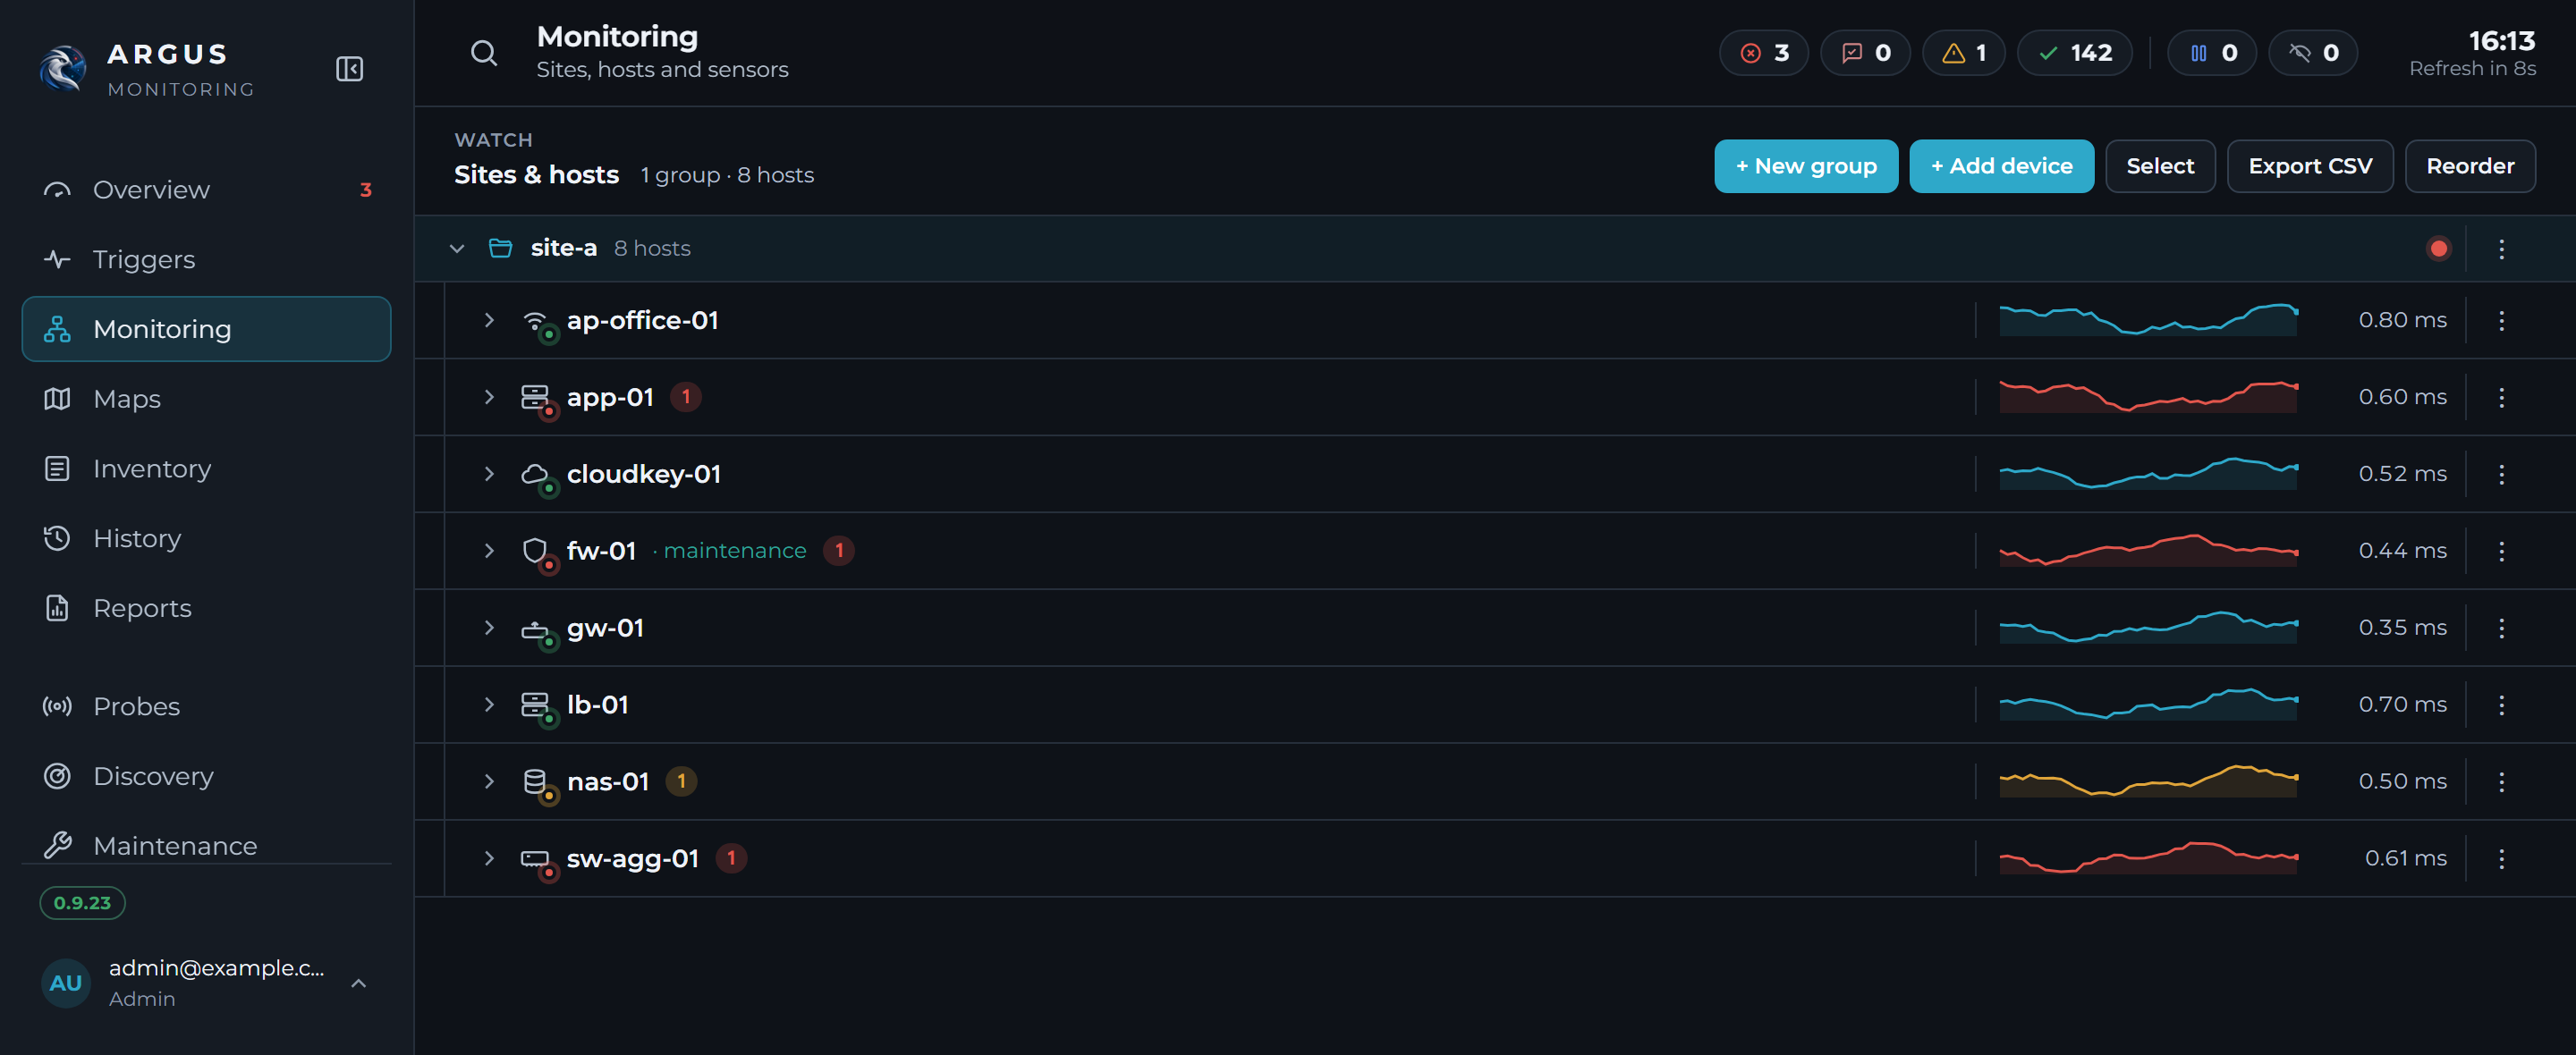 ARGUS
MONITORING
Overview 3
Triggers
Monitoring
Maps
Inventory
History
Reports
Probes
Discovery
Maintenance
0.9.23
AU
admin@example.c...
Admin
Monitoring
Sites, hosts and sensors
3 0 1 142 0 0
16:13
Refresh in 8s
WATCH
Sites & hosts 1 group · 8 hosts
+ New group + Add device Select Export CSV Reorder
site-a 8 hosts
ap-office-01 0.80 ms
app-01 1 0.60 ms
cloudkey-01 0.52 ms
fw-01 · maintenance 1 0.44 ms
gw-01 0.35 ms
lb-01 0.70 ms
nas-01 1 0.50 ms
sw-agg-01 1 0.61 ms